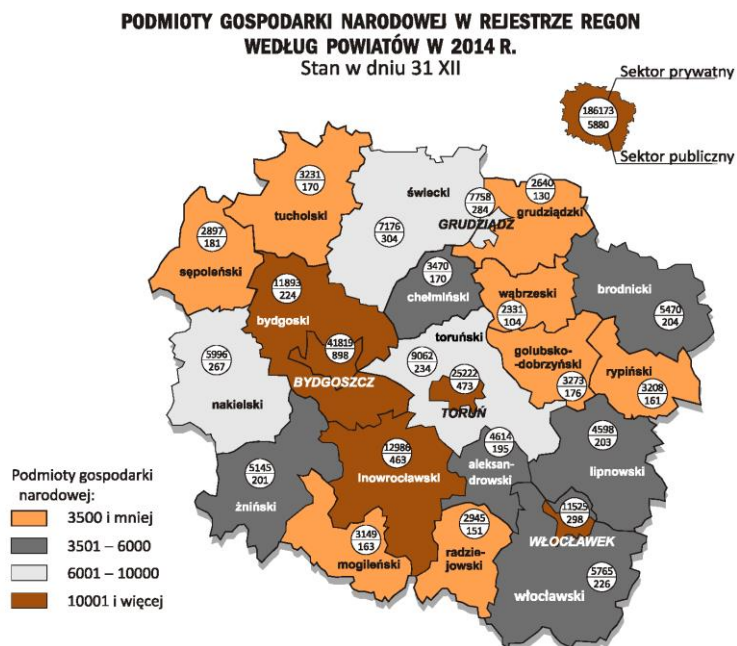 PODMIOTY GOSPODARKI NARODOWEJ W REJESTRZE REGON
WEDŁUG POWIATÓW W 2014 R.
Stan w dniu 31 XII
Sektor prywatny
186173
5880
Sektor publiczny
3231
170
tucholski
świecki
7176
304
7758
284
GRUDZIĄDZ
2640
130
grudziądzki
2897
181
sępoleński
11893
224
bydgoski
3470
170
chełmiński
wąbrzeski
2331
104
brodnicki
5470
204
41819
898
BYDGOSZCZ
toruński
9062
234
25222
473
TORUŃ
golubsko-
dobrzyński
3273
176
rypiński
3208
161
5996
267
nakielski
5145
201
żniński
12986
463
Inowrocławski
4614
195
aleksan-
drowski
4598
203
lipnowski
3149
163
mogileński
2945
151
radzie-
jowski
11525
298
WŁOCŁAWEK
5765
226
włocławski
Podmioty gospodarki
narodowej:
3500 i mniej
3501 – 6000
6001 – 10000
10001 i więcej